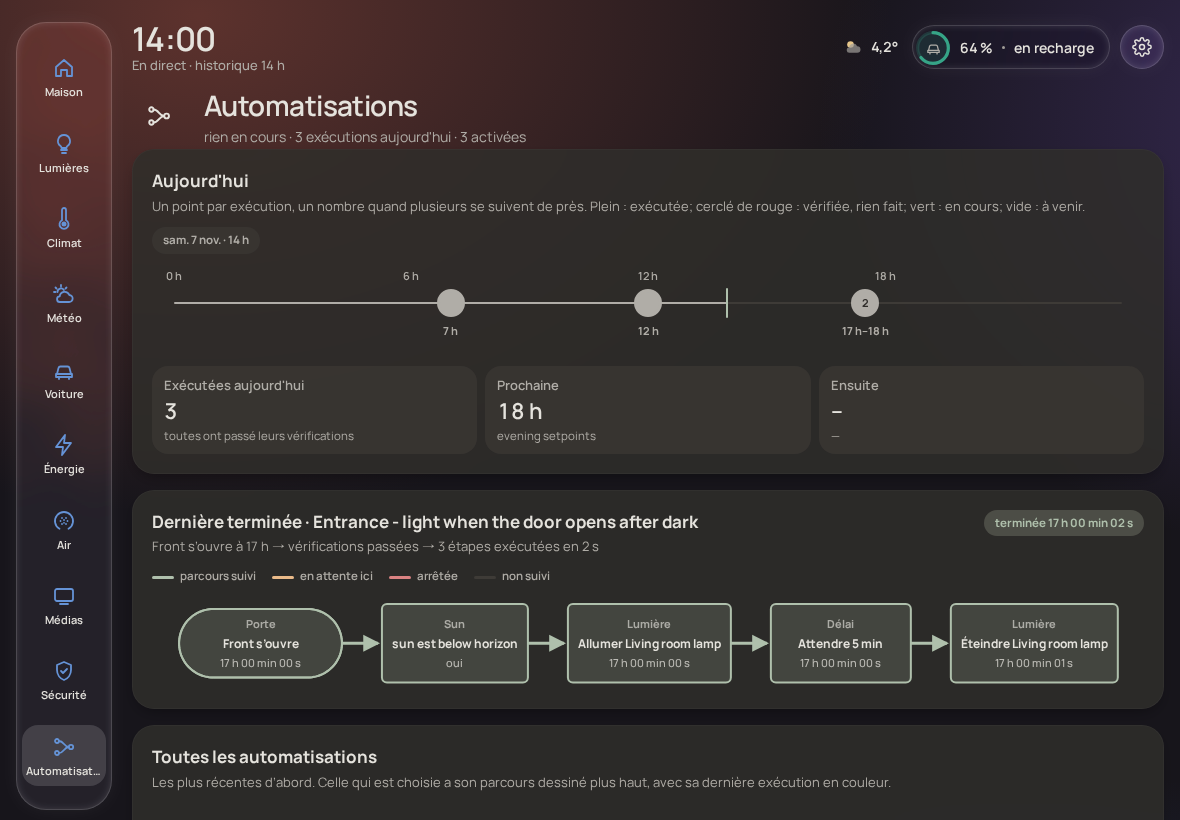 14:00
En direct · historique 14 h
4,2°
64 % • en recharge
Maison
Lumières
Climat
Météo
Voiture
Énergie
Air
Médias
Sécurité
Automatisat…
Automatisations
rien en cours · 3 exécutions aujourd'hui · 3 activées
Aujourd'hui
Un point par exécution, un nombre quand plusieurs se suivent de près. Plein : exécutée; cerclé de rouge : vérifiée, rien fait; vert : en cours; vide : à venir.
sam. 7 nov. · 14 h
0 h 6 h 12 h 18 h
2
7 h 12 h 17 h–18 h
Exécutées aujourd'hui
3
toutes ont passé leurs vérifications
Prochaine
18 h
evening setpoints
Ensuite
–
—
Dernière terminée · Entrance - light when the door opens after dark
terminée 17 h 00 min 02 s
Front s'ouvre à 17 h → vérifications passées → 3 étapes exécutées en 2 s
parcours suivi en attente ici arrêtée non suivi
Porte
Front s'ouvre
17 h 00 min 00 s
Sun
sun est below horizon
oui
Lumière
Allumer Living room lamp
17 h 00 min 00 s
Délai
Attendre 5 min
17 h 00 min 00 s
Lumière
Éteindre Living room lamp
17 h 00 min 01 s
Toutes les automatisations
Les plus récentes d'abord. Celle qui est choisie a son parcours dessiné plus haut, avec sa dernière exécution en couleur.